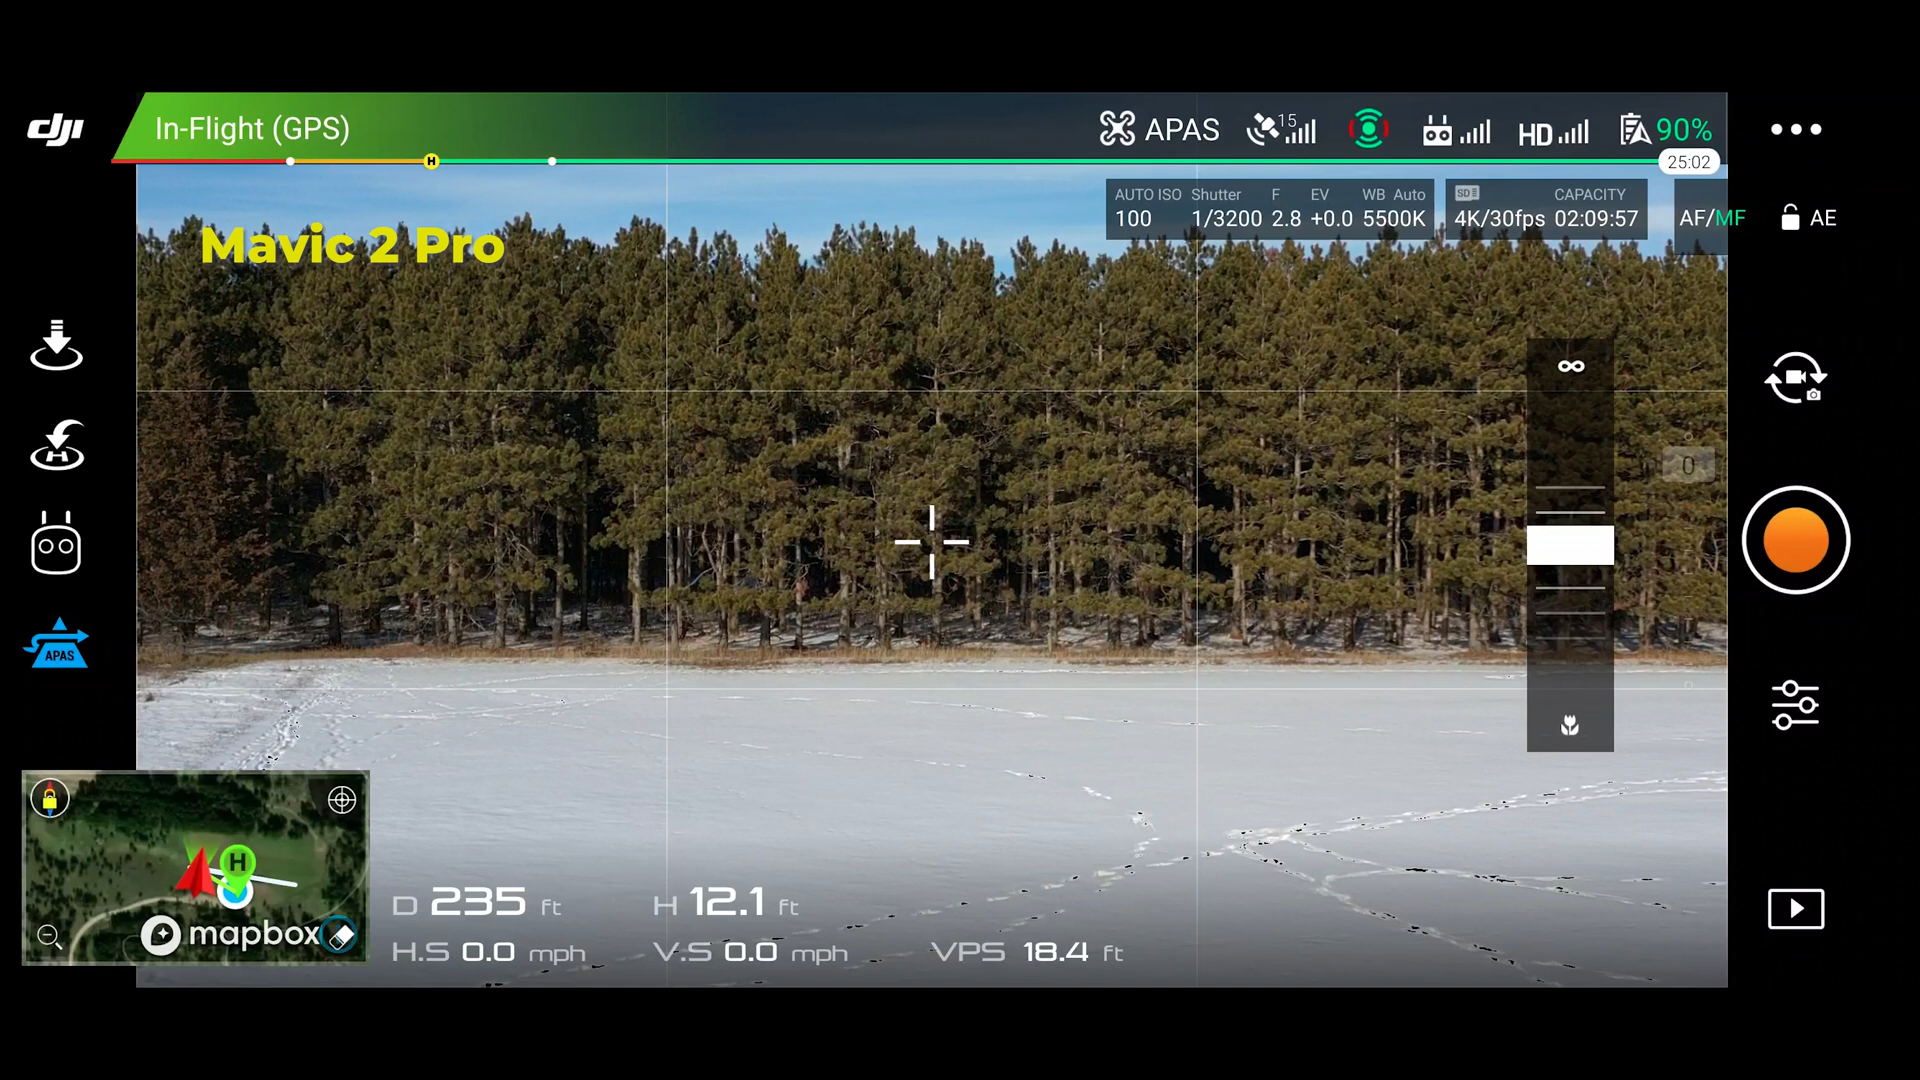 dji
In-Flight (GPS)
APAS
15
HD
90%
25:02
AUTO ISO Shutter F EV WB Auto
100 1/3200 2.8 +0.0 5500K
SD CAPACITY
4K/30fps 02:09:57
AF/MF
AE
Mavic 2 Pro
0
H
APAS
H
mapbox
D 235 ft H 12.1 ft
H.S 0.0 mph V.S 0.0 mph VPS 18.4 ft